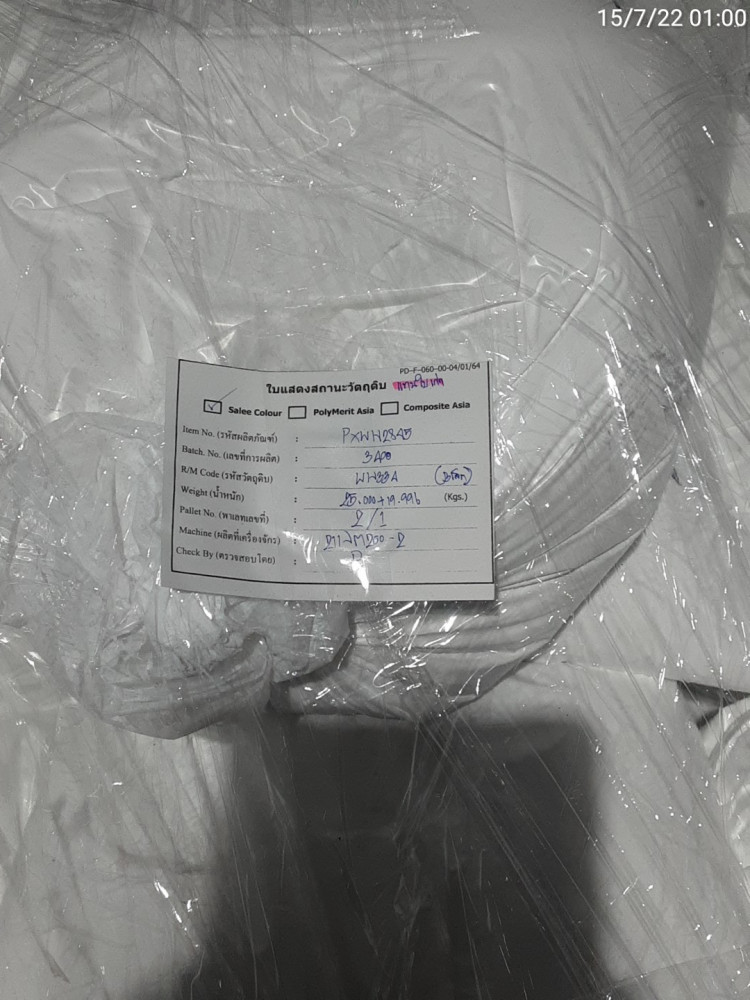 15/7/22 01:00
PD-F-060-00-04/01/64
ใบแสดงสถานะวัตถุดิบ
Salee Colour PolyMerit Asia Composite Asia
Item No. (รหัสผลิตภัณฑ์) : PXWH2845
Batch. No. (เลขที่การผลิต) :
R/M Code (รหัสวัตถุดิบ) : WH33A
Weight (น้ำหนัก) : 25.000+19.996 (Kgs.)
Pallet No. (พาเลทเลขที่) : 2/1
Machine (ผลิตที่เครื่องจักร) :
Check By (ตรวจสอบโดย) :